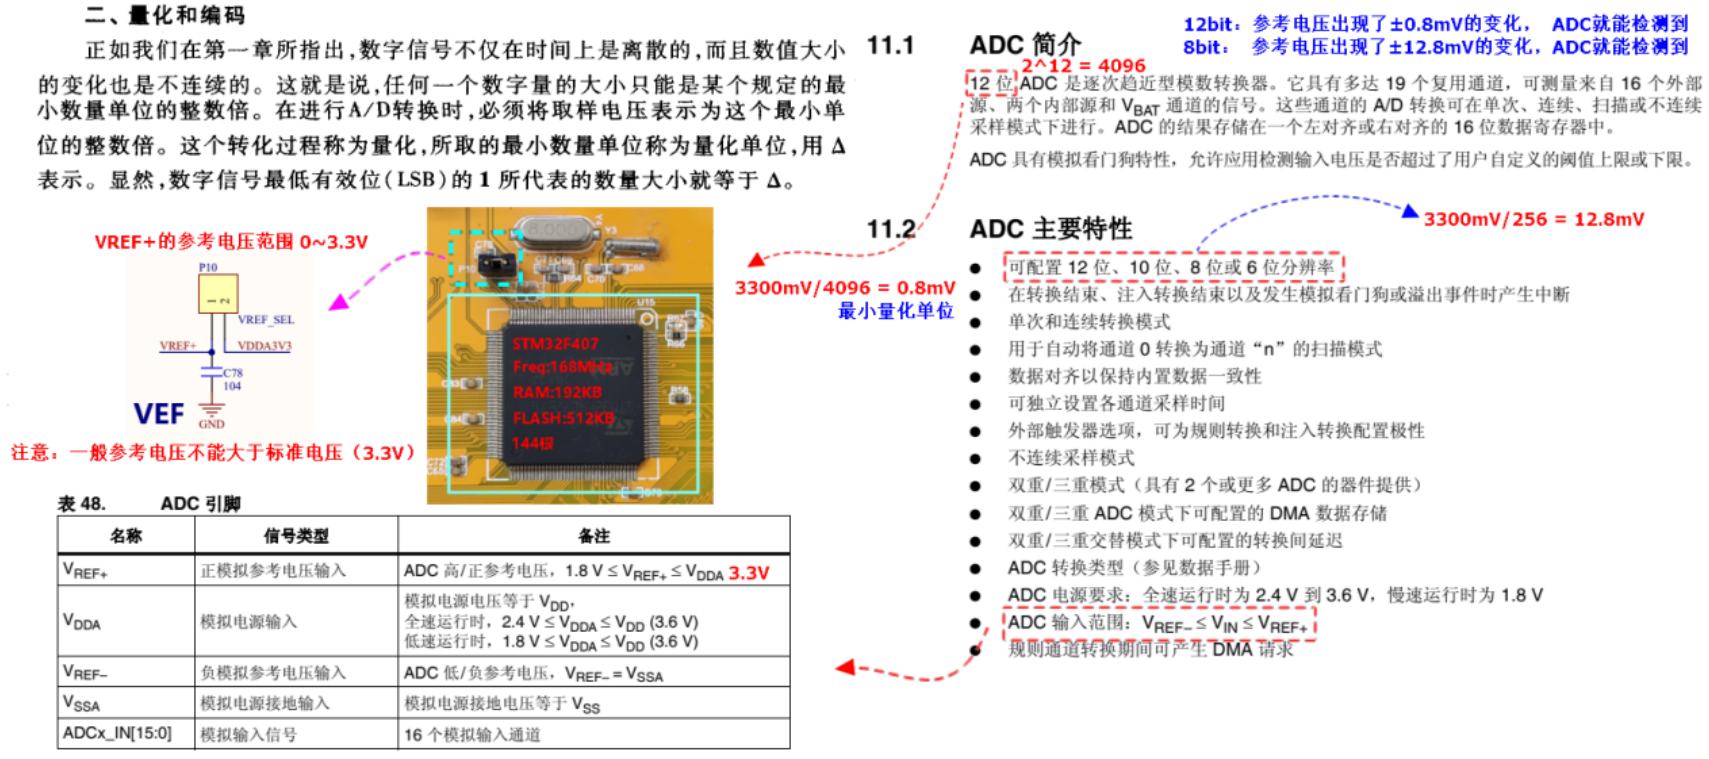 二、量化和编码
正如我们在第一章所指出,数字信号不仅在时间上是离散的,而且数值大小
的变化也是不连续的。这就是说,任何一个数字量的大小只能是某个规定的最
小数量单位的整数倍。在进行A/D转换时,必须将取样电压表示为这个最小单
位的整数倍。这个转化过程称为量化,所取的最小数量单位称为量化单位,用 Δ
表示。显然,数字信号最低有效位(LSB)的 1 所代表的数量大小就等于 Δ。
VREF+的参考电压范围 0~3.3V
P10
1 2
VREF_SEL
VREF+
VDDA3V3
C78
104
VEF
GND
注意：一般参考电压不能大于标准电压（3.3V）
U15
Y3
STM32F407
Freq:168MHz
RAM:192KB
FLASH:512KB
144根
3300mV/4096 = 0.8mV
最小量化单位
表 48. ADC 引脚
名称 信号类型 备注
VREF+ 正模拟参考电压输入 ADC 高/正参考电压，1.8 V ≤ VREF+ ≤ VDDA 3.3V
VDDA 模拟电源输入 模拟电源电压等于 VDD，
全速运行时，2.4 V ≤ VDDA ≤ VDD (3.6 V)
低速运行时，1.8 V ≤ VDDA ≤ VDD (3.6 V)
VREF– 负模拟参考电压输入 ADC 低/负参考电压，VREF– = VSSA
VSSA 模拟电源接地输入 模拟电源接地电压等于 VSS
ADCx_IN[15:0] 模拟输入信号 16 个模拟输入通道
12bit：参考电压出现了±0.8mV的变化， ADC就能检测到
8bit： 参考电压出现了±12.8mV的变化，ADC就能检测到
11.1 ADC 简介
2^12 = 4096
12 位 ADC 是逐次趋近型模数转换器。它具有多达 19 个复用通道，可测量来自 16 个外部
源、两个内部源和 VBAT 通道的信号。这些通道的 A/D 转换可在单次、连续、扫描或不连续
采样模式下进行。ADC 的结果存储在一个左对齐或右对齐的 16 位数据寄存器中。
ADC 具有模拟看门狗特性，允许应用检测输入电压是否超过了用户自定义的阈值上限或下限。
11.2 ADC 主要特性
3300mV/256 = 12.8mV
● 可配置 12 位、10 位、8 位或 6 位分辨率
● 在转换结束、注入转换结束以及发生模拟看门狗或溢出事件时产生中断
● 单次和连续转换模式
● 用于自动将通道 0 转换为通道“n”的扫描模式
● 数据对齐以保持内置数据一致性
● 可独立设置各通道采样时间
● 外部触发器选项，可为规则转换和注入转换配置极性
● 不连续采样模式
● 双重/三重模式（具有 2 个或更多 ADC 的器件提供）
● 双重/三重 ADC 模式下可配置的 DMA 数据存储
● 双重/三重交替模式下可配置的转换间延迟
● ADC 转换类型（参见数据手册）
● ADC 电源要求：全速运行时为 2.4 V 到 3.6 V，慢速运行时为 1.8 V
● ADC 输入范围：VREF– ≤ VIN ≤ VREF+
● 规则通道转换期间可产生 DMA 请求